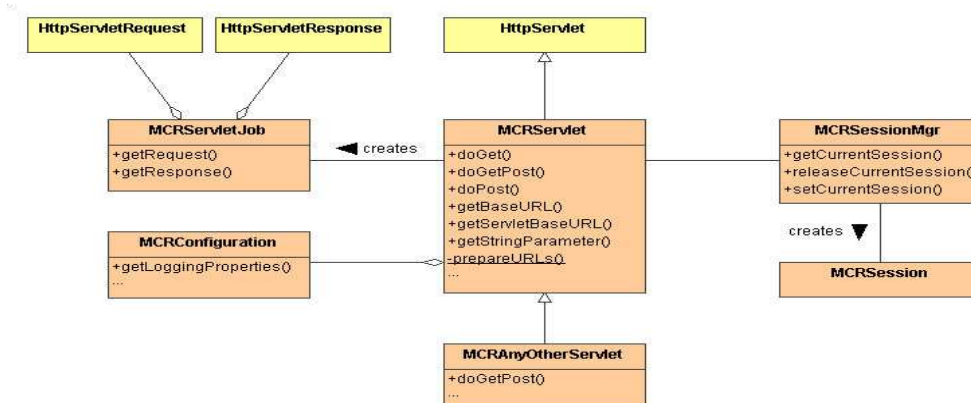 HttpServletRequest
HttpServletResponse
HttpServlet
MCRServletJob
+getRequest()
+getResponse()
creates
MCRServlet
+doGet()
+doGetPost()
+doPost()
+getBaseURL()
+getServletBaseURL()
+getStringParameter()
-prepareURLs()
...
MCRSessionMgr
+getCurrentSession()
+releaseCurrentSession()
+setCurrentSession()
creates
MCRConfiguration
+getLoggingProperties()
...
MCRSession
MCRAnyOtherServlet
+doGetPost()
...